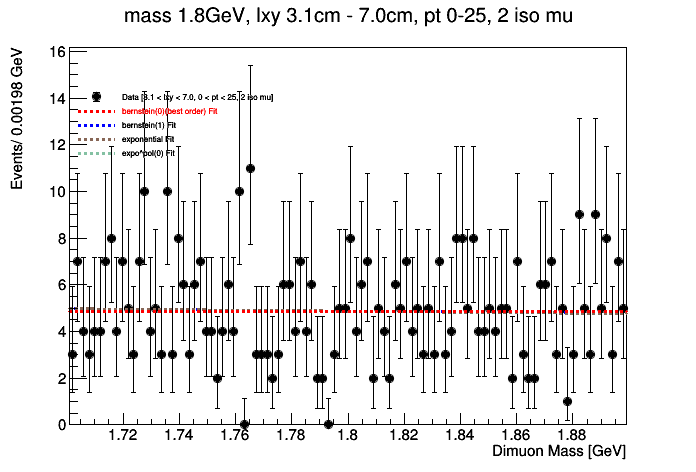 mass 1.8GeV, lxy 3.1cm - 7.0cm, pt 0-25, 2 iso mu
Events/ 0.00198 GeV
16
14
12
10
8
6
4
2
0
Data [3.1 < lxy < 7.0, 0 < pt < 25, 2 iso mu]
bernstein(0)(best order) Fit
bernstein(1) Fit
exponential Fit
expo*pol(0) Fit
1.72 1.74 1.76 1.78 1.8 1.82 1.84 1.86 1.88
Dimuon Mass [GeV]